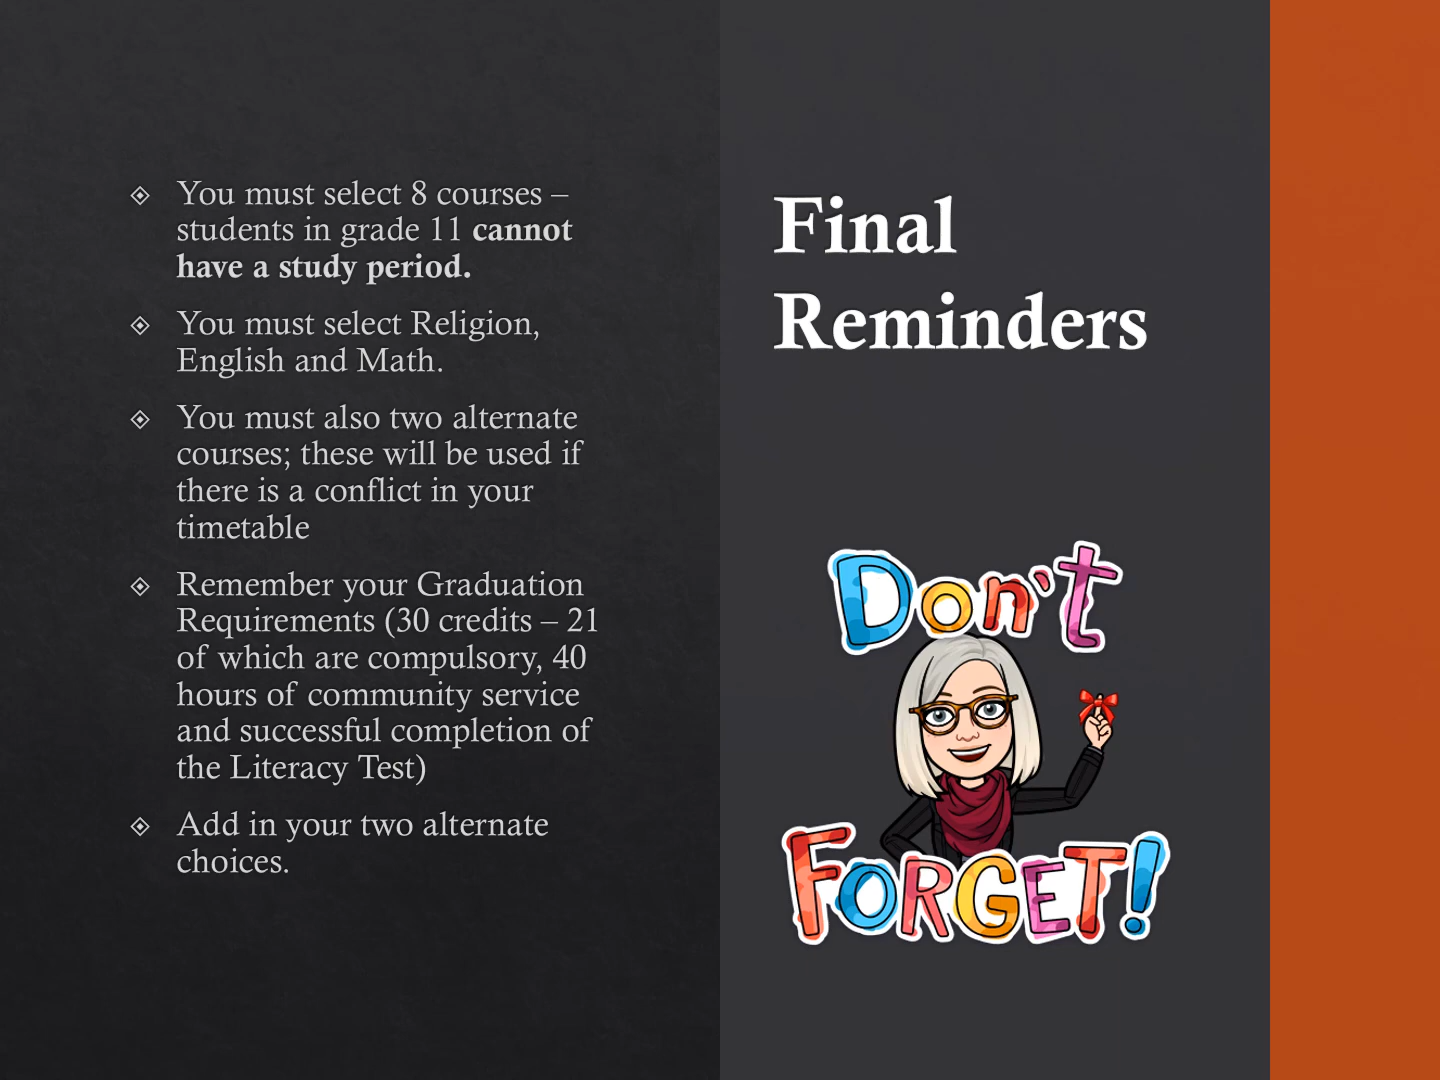 You must select 8 courses –
students in grade 11 cannot
have a study period.
You must select Religion,
English and Math.
You must also two alternate
courses; these will be used if
there is a conflict in your
timetable
Remember your Graduation
Requirements (30 credits – 21
of which are compulsory, 40
hours of community service
and successful completion of
the Literacy Test)
Add in your two alternate
choices.
Final
Reminders
Don't
FORGET!